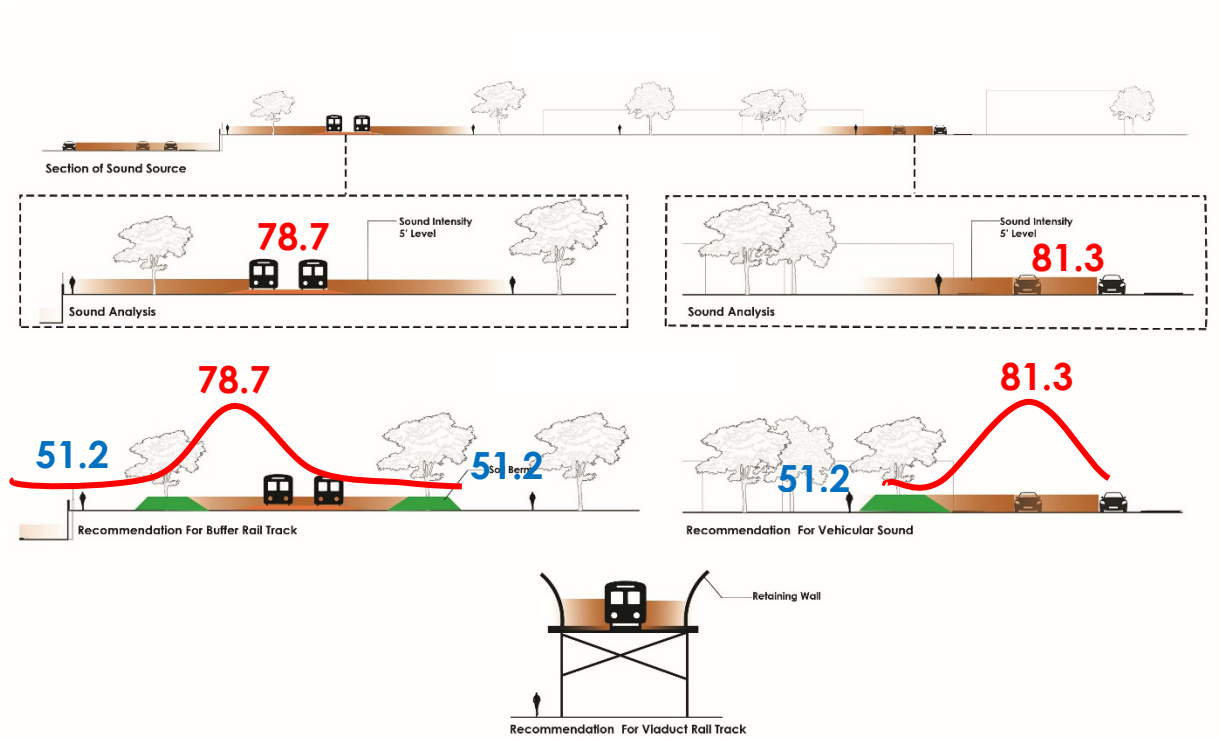 Section of Sound Source
78.7
Sound Intensity
5' Level
Sound Analysis
Sound Intensity
5' Level
81.3
Sound Analysis
78.7
51.2
51.2
Recommendation For Buffer Rail Track
81.3
51.2
Recommendation For Vehicular Sound
Retaining Wall
Recommendation For Viaduct Rail Track